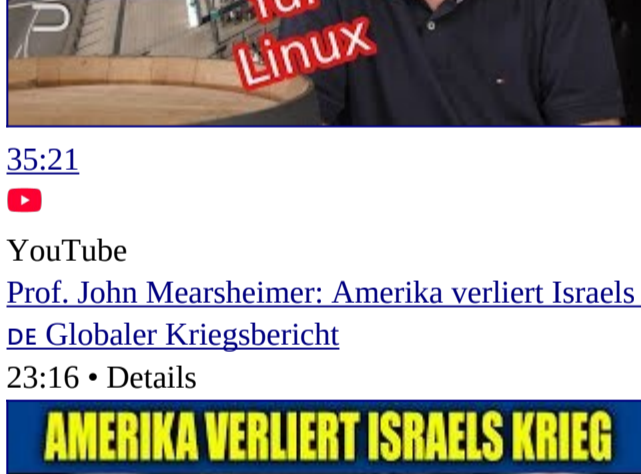 für
Linux
35:21
YouTube
Prof. John Mearsheimer: Amerika verliert Israels
DE Globaler Kriegsbericht
23:16 • Details
AMERIKA VERLIERT ISRAELS KRIEG